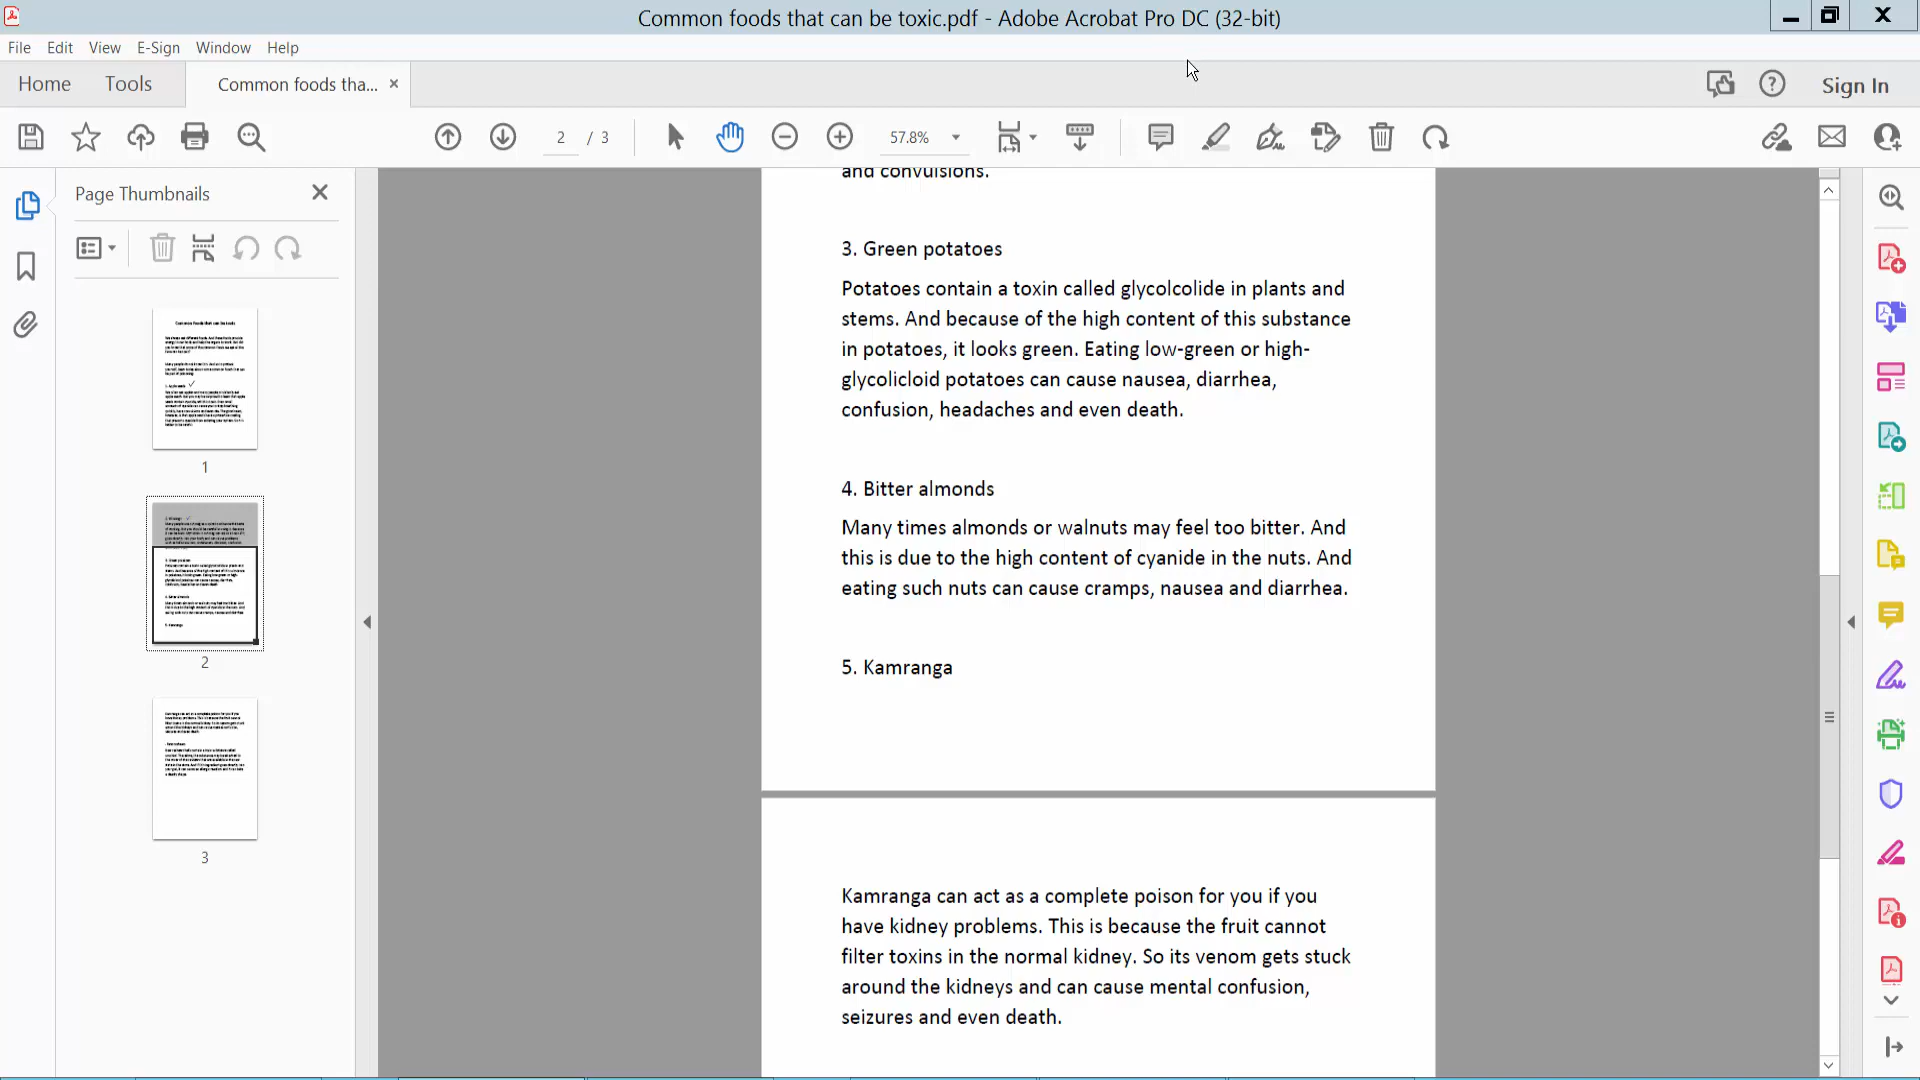 Common foods that can be toxic.pdf - Adobe Acrobat Pro DC (32-bit)
File Edit View E-Sign Window Help
Home Tools Common foods tha... Sign In
2 / 3 57.8%
Page Thumbnails
1
2
3
and convulsions.
3. Green potatoes
Potatoes contain a toxin called glycolcolide in plants and
stems. And because of the high content of this substance
in potatoes, it looks green. Eating low-green or high-
glycolicloid potatoes can cause nausea, diarrhea,
confusion, headaches and even death.
4. Bitter almonds
Many times almonds or walnuts may feel too bitter. And
this is due to the high content of cyanide in the nuts. And
eating such nuts can cause cramps, nausea and diarrhea.
5. Kamranga
Kamranga can act as a complete poison for you if you
have kidney problems. This is because the fruit cannot
filter toxins in the normal kidney. So its venom gets stuck
around the kidneys and can cause mental confusion,
seizures and even death.